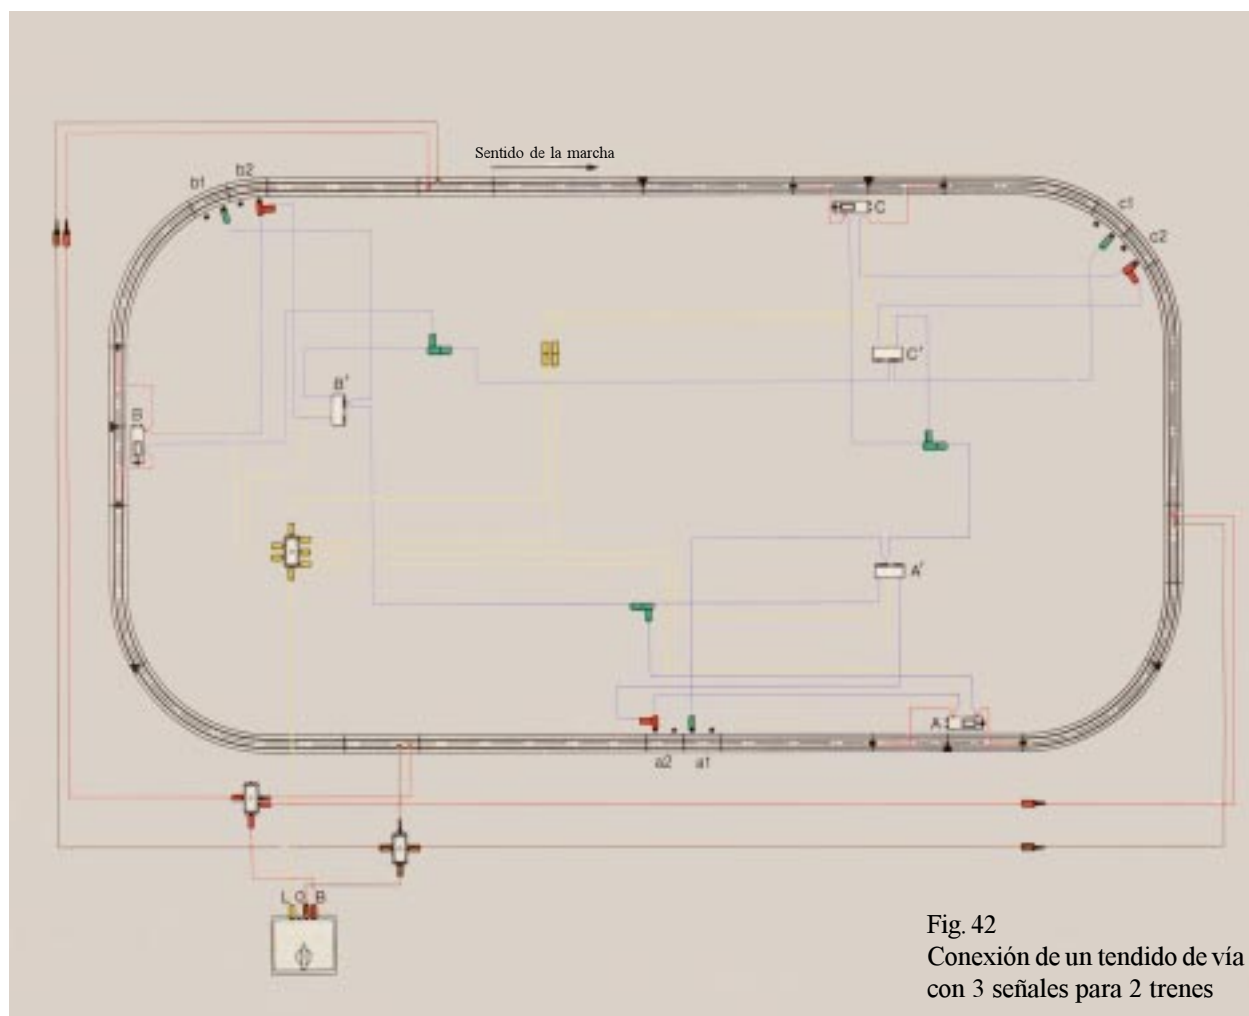 Sentido de la marcha
b1
b2
c1
c2
C
C'
B'
B
A'
A
a2
a1
L O B
Fig. 42
Conexión de un tendido de vía
con 3 señales para 2 trenes